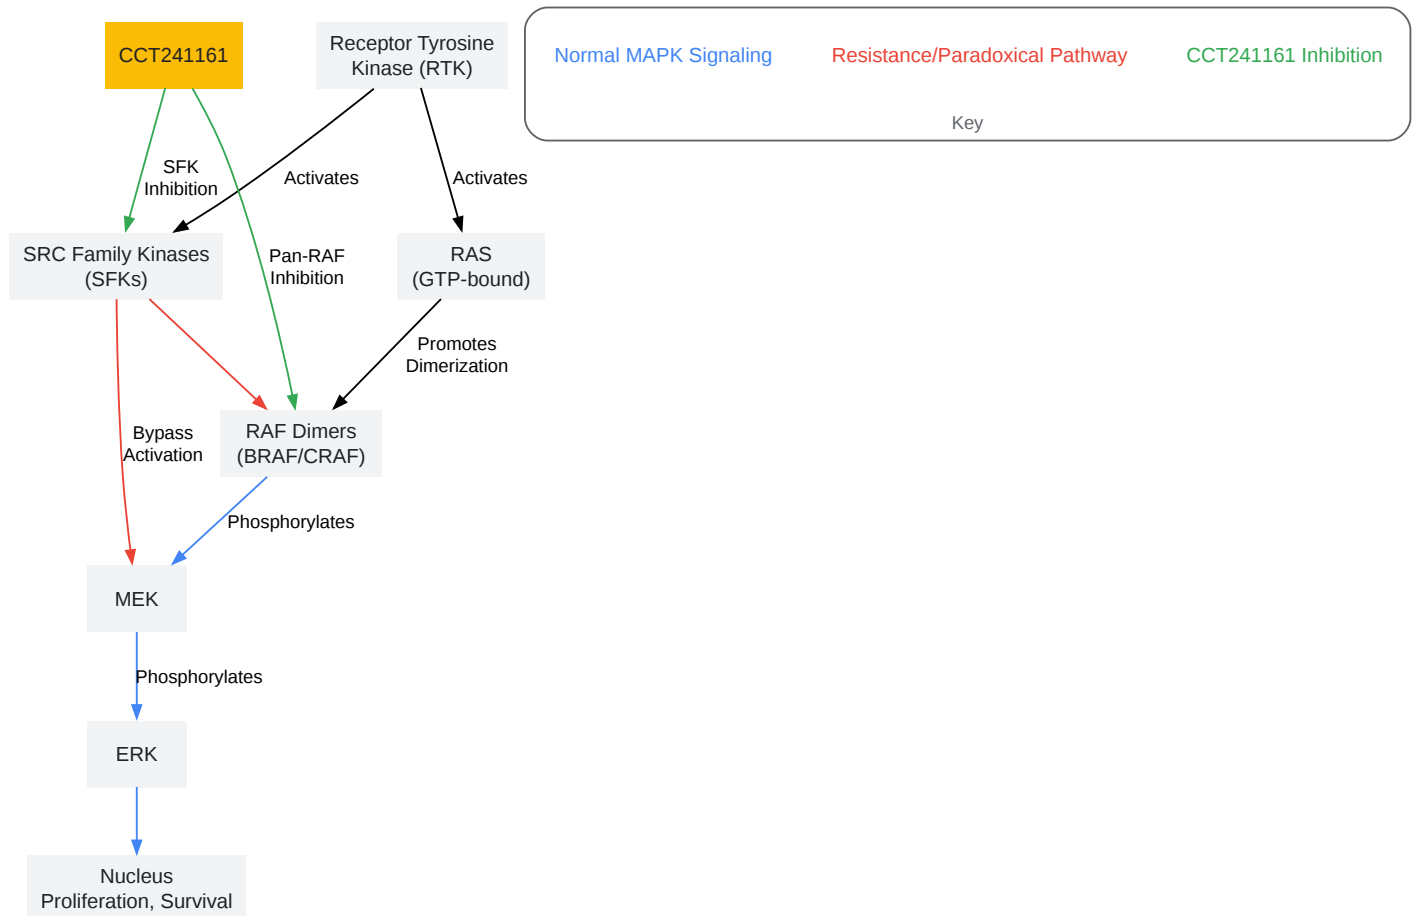 CCT241161
Receptor Tyrosine
Kinase (RTK)
Normal MAPK Signaling
Resistance/Paradoxical Pathway
CCT241161 Inhibition
Key
SFK
Inhibition
Activates
Activates
SRC Family Kinases
(SFKs)
Pan-RAF
Inhibition
RAS
(GTP-bound)
Promotes
Dimerization
Bypass
Activation
RAF Dimers
(BRAF/CRAF)
Phosphorylates
MEK
Phosphorylates
ERK
Nucleus
Proliferation, Survival